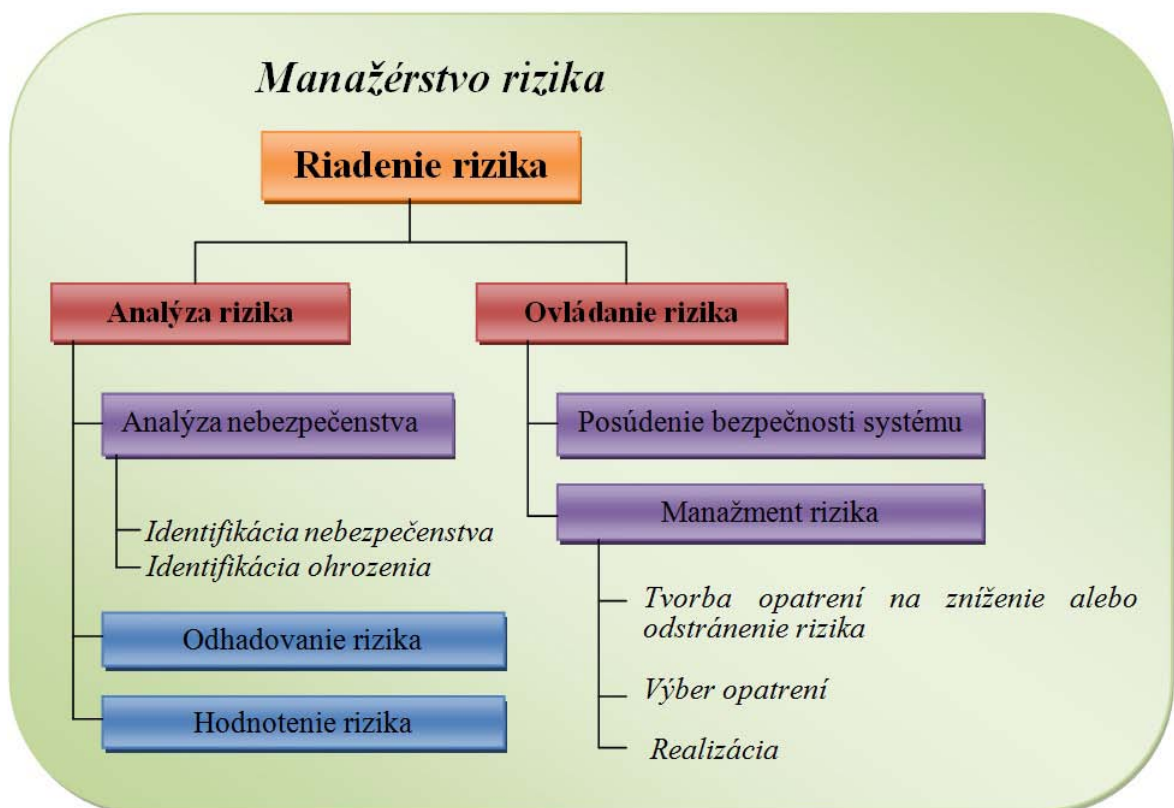 Manažérstvo rizika
Riadenie rizika
Analýza rizika
Analýza nebezpečenstva
Identifikácia nebezpečenstva
Identifikácia ohrozenia
Odhadovanie rizika
Hodnotenie rizika
Ovládanie rizika
Posúdenie bezpečnosti systému
Manažment rizika
Tvorba opatrení na zníženie alebo
odstránenie rizika
Výber opatrení
Realizácia